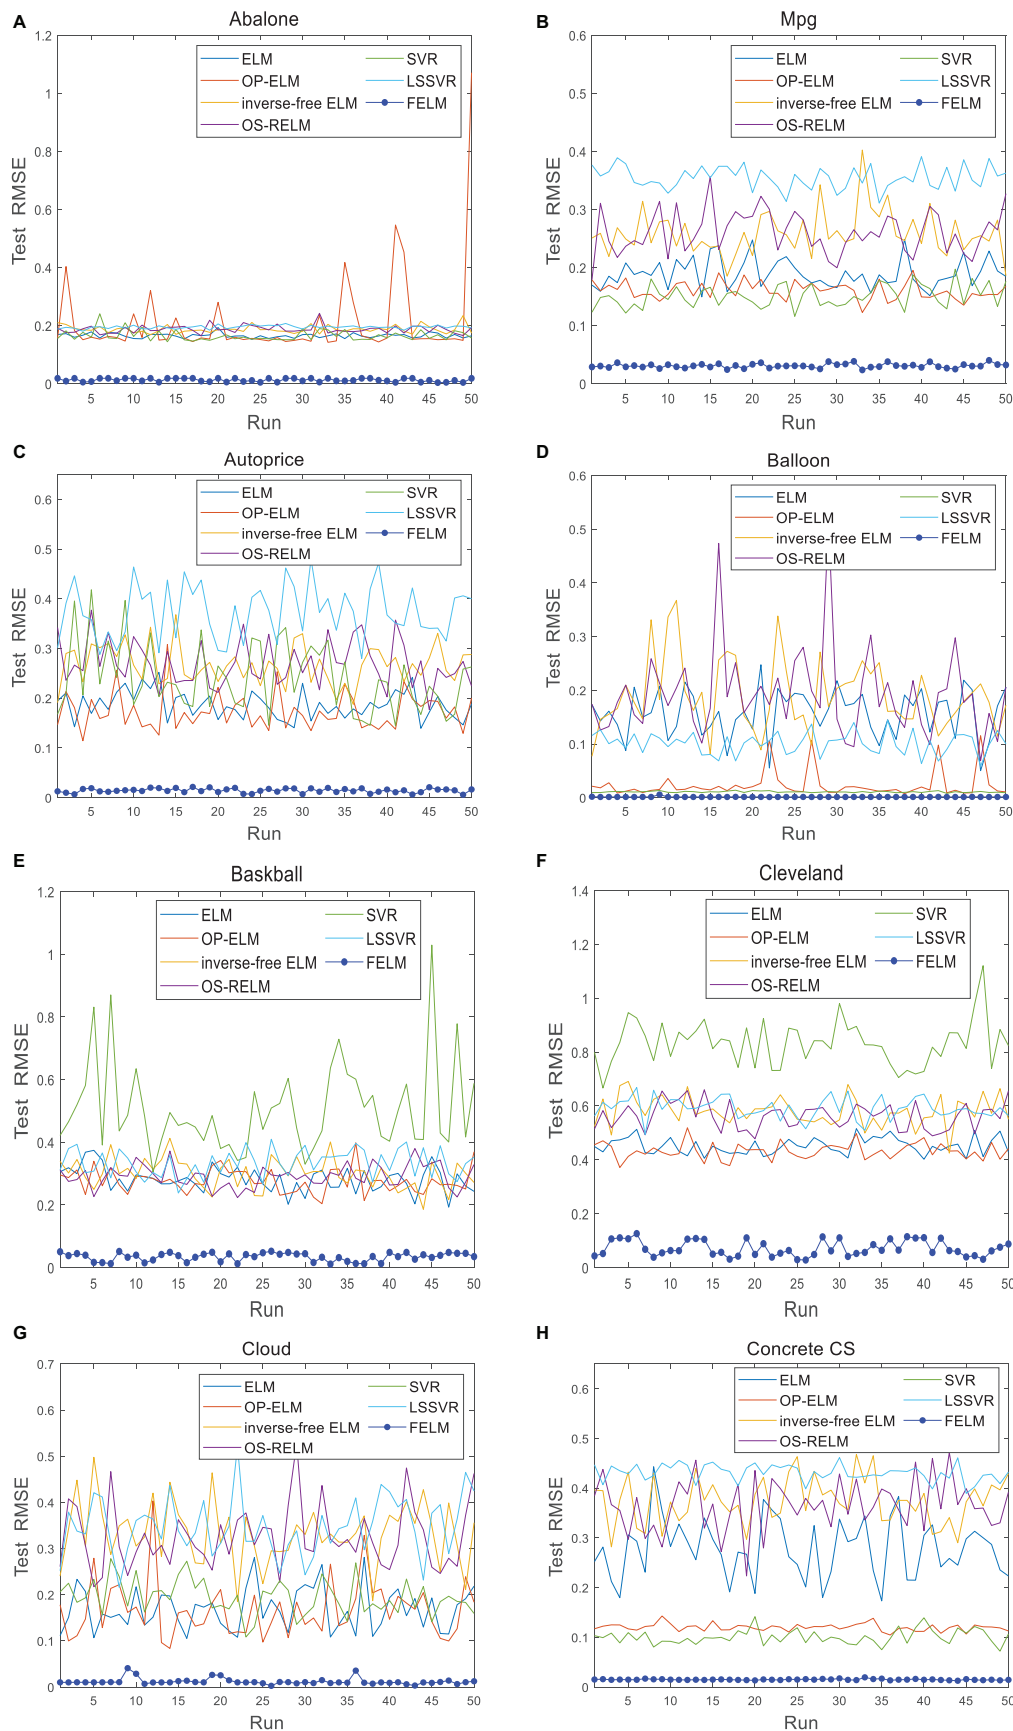 A
Abalone
Test RMSE
1.2
1
0.8
0.6
0.4
0.2
0
ELM
OP-ELM
inverse-free ELM
OS-RELM
SVR
LSSVR
FELM
5 10 15 20 25 30 35 40 45 50
Run
B
Mpg
Test RMSE
0.6
0.5
0.4
0.3
0.2
0.1
0
ELM
OP-ELM
inverse-free ELM
OS-RELM
SVR
LSSVR
FELM
5 10 15 20 25 30 35 40 45 50
Run
C
Autoprice
Test RMSE
0.6
0.5
0.4
0.3
0.2
0.1
0
ELM
OP-ELM
inverse-free ELM
OS-RELM
SVR
LSSVR
FELM
5 10 15 20 25 30 35 40 45 50
Run
D
Balloon
Test RMSE
0.6
0.5
0.4
0.3
0.2
0.1
0
ELM
OP-ELM
inverse-free ELM
OS-RELM
SVR
LSSVR
FELM
5 10 15 20 25 30 35 40 45 50
Run
E
Baskball
Test RMSE
1.2
1
0.8
0.6
0.4
0.2
0
ELM
OP-ELM
inverse-free ELM
OS-RELM
SVR
LSSVR
FELM
5 10 15 20 25 30 35 40 45 50
Run
F
Cleveland
Test RMSE
1.4
1.2
1
0.8
0.6
0.4
0.2
0
ELM
OP-ELM
inverse-free ELM
OS-RELM
SVR
LSSVR
FELM
5 10 15 20 25 30 35 40 45 50
Run
G
Cloud
Test RMSE
0.7
0.6
0.5
0.4
0.3
0.2
0.1
0
ELM
OP-ELM
inverse-free ELM
OS-RELM
SVR
LSSVR
FELM
5 10 15 20 25 30 35 40 45 50
Run
H
Concrete CS
Test RMSE
0.6
0.5
0.4
0.3
0.2
0.1
0
ELM
OP-ELM
inverse-free ELM
OS-RELM
SVR
LSSVR
FELM
5 10 15 20 25 30 35 40 45 50
Run